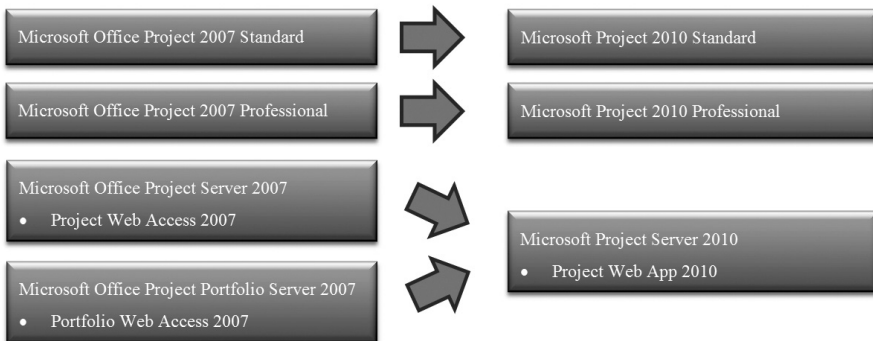 Microsoft Office Project 2007 Standard
Microsoft Project 2010 Standard
Microsoft Office Project 2007 Professional
Microsoft Project 2010 Professional
Microsoft Office Project Server 2007
• Project Web Access 2007
Microsoft Office Project Portfolio Server 2007
• Portfolio Web Access 2007
Microsoft Project Server 2010
• Project Web App 2010